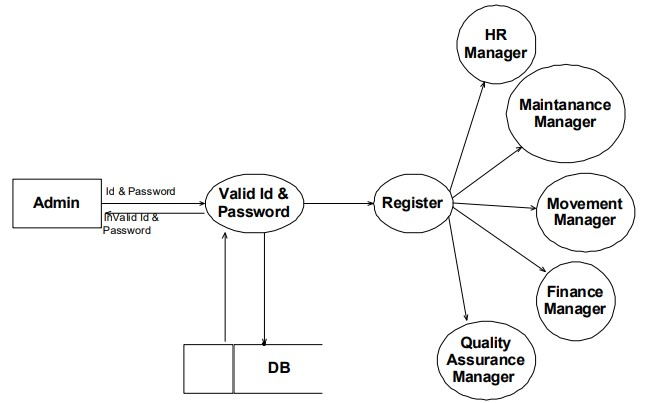 HR
Manager
Maintanance
Manager
Id & Password
Admin
Valid Id &
Password
InValid Id &
Password
Register
Movement
Manager
Finance
Manager
Quality
Assurance
Manager
DB